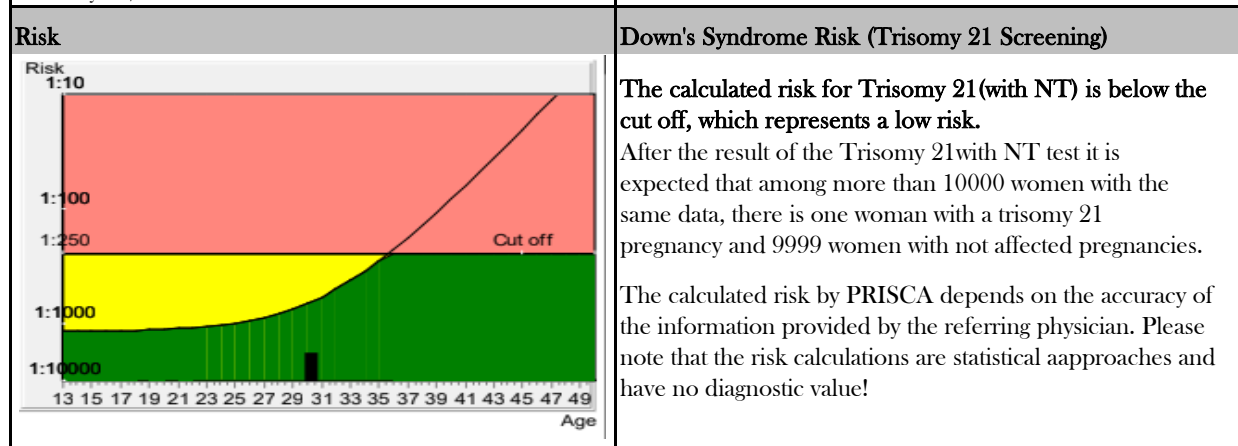 Risk
Down's Syndrome Risk (Trisomy 21 Screening)
Risk
1:10
1:100
1:250
Cut off
1:1000
1:10000
13 15 17 19 21 23 25 27 29 31 33 35 37 39 41 43 45 47 49
Age
The calculated risk for Trisomy 21(with NT) is below the
cut off, which represents a low risk.
After the result of the Trisomy 21with NT test it is
expected that among more than 10000 women with the
same data, there is one woman with a trisomy 21
pregnancy and 9999 women with not affected pregnancies.
The calculated risk by PRISCA depends on the accuracy of
the information provided by the referring physician. Please
note that the risk calculations are statistical aapproaches and
have no diagnostic value!